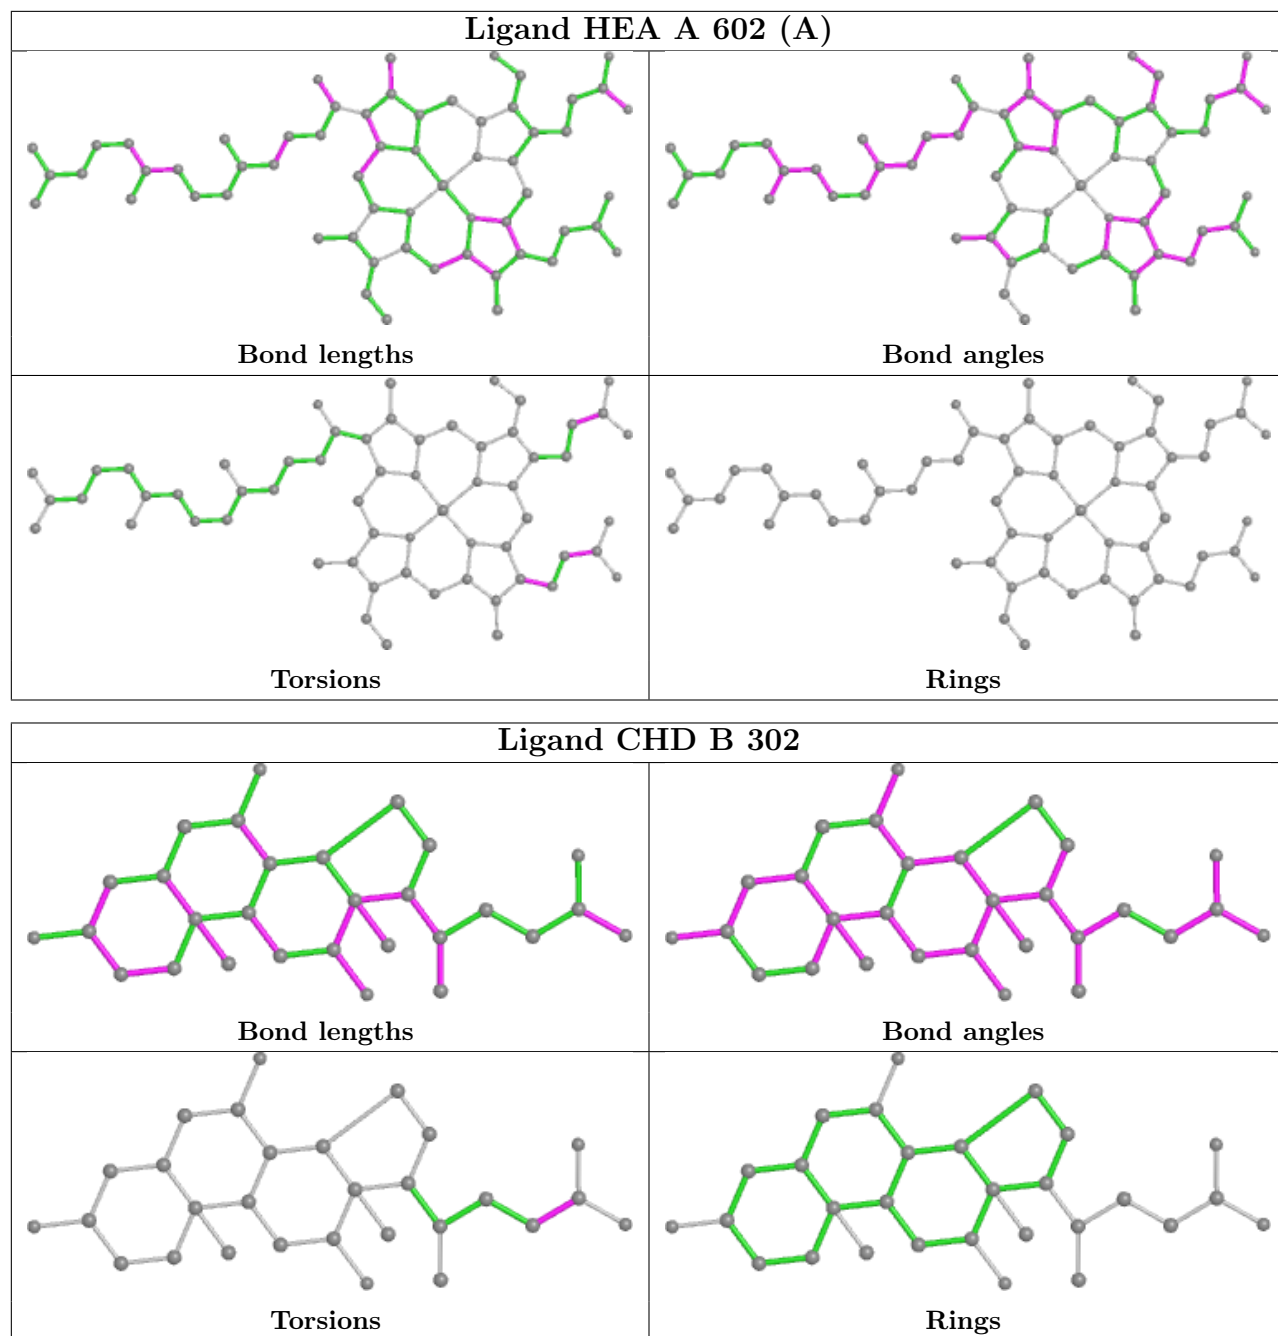 Ligand HEA A 602 (A)
Bond lengths
Bond angles
Torsions
Rings
Ligand CHD B 302
Bond lengths
Bond angles
Torsions
Rings